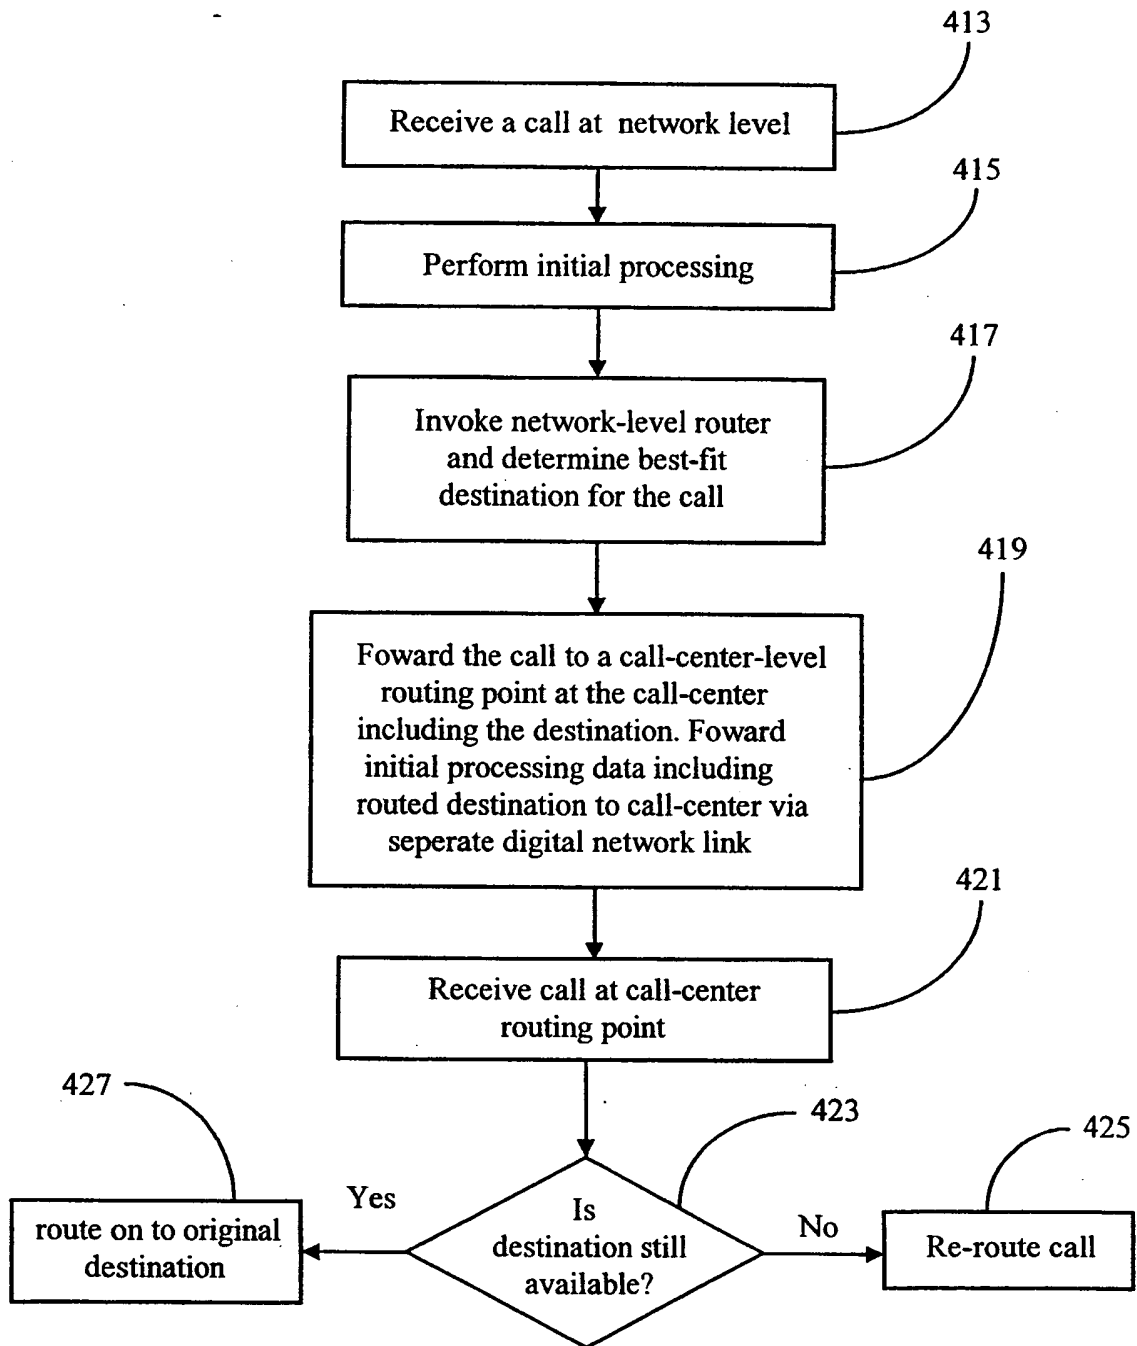 413
Receive a call at network level
415
Perform initial processing
417
Invoke network-level router
and determine best-fit
destination for the call
419
Foward the call to a call-center-level
routing point at the call-center
including the destination. Foward
initial processing data including
routed destination to call-center via
seperate digital network link
421
Receive call at call-center
routing point
427
423
425
Yes
Is
destination still
available?
No
route on to original
destination
Re-route call